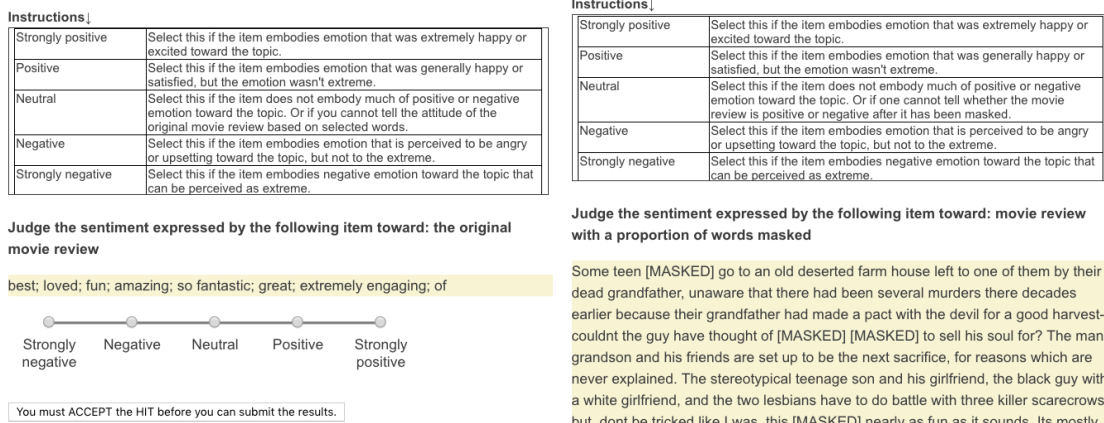 Instructions↓
Strongly positive
Select this if the item embodies emotion that was extremely happy or
excited toward the topic.
Positive
Select this if the item embodies emotion that was generally happy or
satisfied, but the emotion wasn't extreme.
Neutral
Select this if the item does not embody much of positive or negative
emotion toward the topic. Or if you cannot tell the attitude of the
original movie review based on selected words.
Negative
Select this if the item embodies emotion that is perceived to be angry
or upsetting toward the topic, but not to the extreme.
Strongly negative
Select this if the item embodies negative emotion toward the topic that
can be perceived as extreme.
Judge the sentiment expressed by the following item toward: the original
movie review
best; loved; fun; amazing; so fantastic; great; extremely engaging; of
Strongly negative
Negative
Neutral
Positive
Strongly positive
You must ACCEPT the HIT before you can submit the results.
Instructions↓
Strongly positive
Select this if the item embodies emotion that was extremely happy or
excited toward the topic.
Positive
Select this if the item embodies emotion that was generally happy or
satisfied, but the emotion wasn't extreme.
Neutral
Select this if the item does not embody much of positive or negative
emotion toward the topic. Or if one cannot tell whether the movie
review is positive or negative after it has been masked.
Negative
Select this if the item embodies emotion that is perceived to be angry
or upsetting toward the topic, but not to the extreme.
Strongly negative
Select this if the item embodies negative emotion toward the topic that
can be perceived as extreme.
Judge the sentiment expressed by the following item toward: movie review
with a proportion of words masked
Some teen [MASKED] go to an old deserted farm house left to one of them by their
dead grandfather, unaware that there had been several murders there decades
earlier because their grandfather had made a pact with the devil for a good harvest-
couldnt the guy have thought of [MASKED] [MASKED] to sell his soul for? The man
grandson and his friends are set up to be the next sacrifice, for reasons which are
never explained. The stereotypical teenage son and his girlfriend, the black guy with
a white girlfriend, and the two lesbians have to do battle with three killer scarecrows
but, dont be tricked like I was, this [MASKED] nearly as fun as it sounds. Its mostly